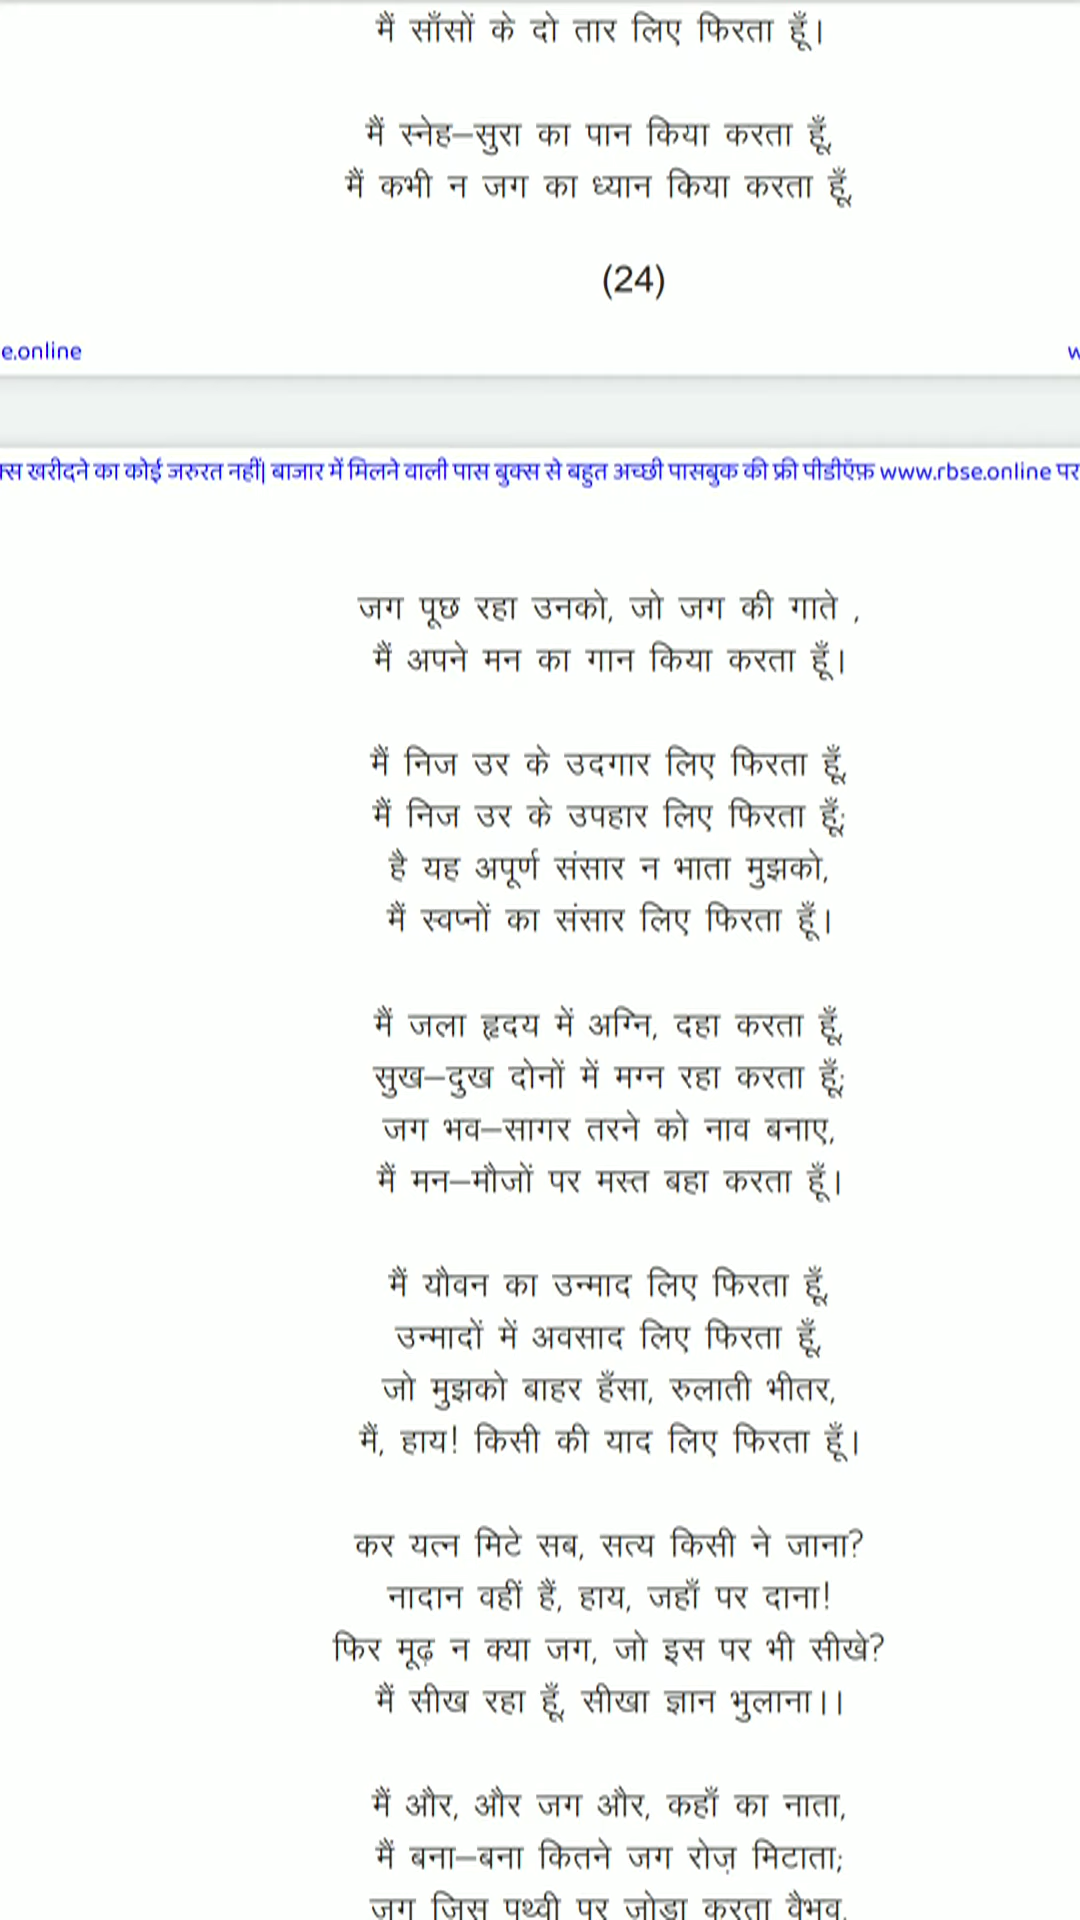 मैं साँसों के दो तार लिए फिरता हूँ।
मैं स्नेह–सुरा का पान किया करता हूँ,
मैं कभी न जग का ध्यान किया करता हूँ,
(24)
e.online
w
क्स खरीदने का कोई जरुरत नहीं| बाजार में मिलने वाली पास बुक्स से बहुत अच्छी पासबुक की फ्री पीडीऍफ़ www.rbse.online पर
जग पूछ रहा उनको, जो जग की गाते ,
मैं अपने मन का गान किया करता हूँ।
मैं निज उर के उदगार लिए फिरता हूँ,
मैं निज उर के उपहार लिए फिरता हूँ;
है यह अपूर्ण संसार न भाता मुझको,
मैं स्वप्नों का संसार लिए फिरता हूँ।
मैं जला हृदय में अग्नि, दहा करता हूँ,
सुख–दुख दोनों में मग्न रहा करता हूँ;
जग भव–सागर तरने को नाव बनाए,
मैं मन–मौजों पर मस्त बहा करता हूँ।
मैं यौवन का उन्माद लिए फिरता हूँ,
उन्मादों में अवसाद लिए फिरता हूँ,
जो मुझको बाहर हँसा, रुलाती भीतर,
मैं, हाय! किसी की याद लिए फिरता हूँ।
कर यत्न मिटे सब, सत्य किसी ने जाना?
नादान वहीं हैं, हाय, जहाँ पर दाना!
फिर मूढ़ न क्या जग, जो इस पर भी सीखे?
मैं सीख रहा हूँ, सीखा ज्ञान भुलाना।।
मैं और, और जग और, कहाँ का नाता,
मैं बना–बना कितने जग रोज़ मिटाता;
जग जिस पृथ्वी पर जोड़ा करता वैभव,